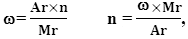 ω = Ar×n / Mr    n = ω×Mr / Ar,